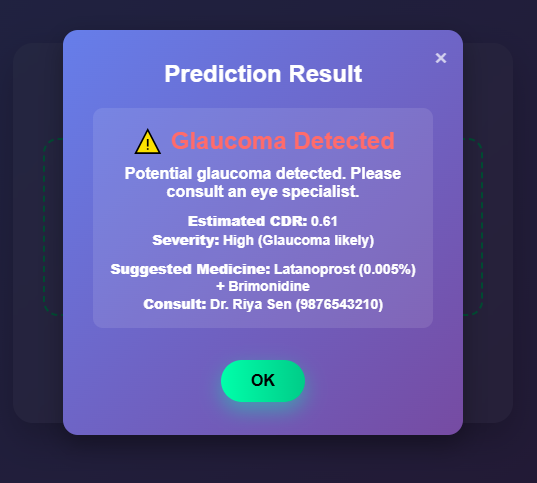 ×
Prediction Result
⚠ Glaucoma Detected
Potential glaucoma detected. Please
consult an eye specialist.
Estimated CDR: 0.61
Severity: High (Glaucoma likely)
Suggested Medicine: Latanoprost (0.005%)
+ Brimonidine
Consult: Dr. Riya Sen (9876543210)
OK